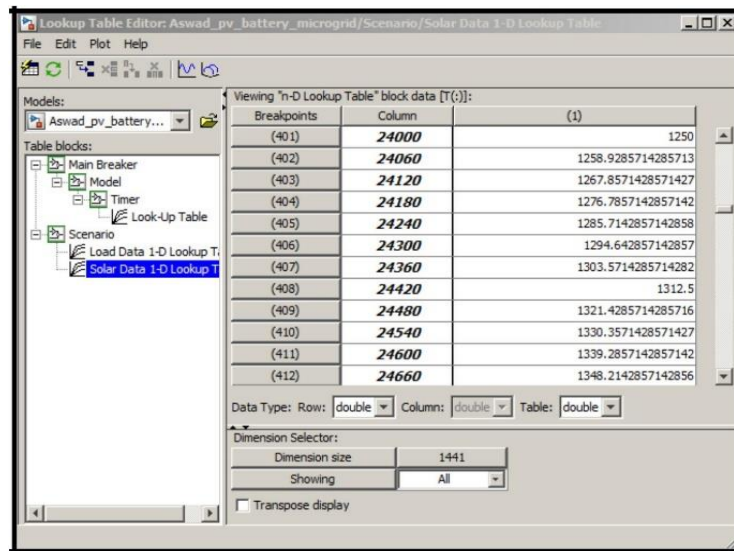 Lookup Table Editor: Aswad_pv_battery_microgrid/Scenario/Solar Data 1-D Lookup Table
File Edit Plot Help
Models:
Aswad_pv_battery...
Table blocks:
Main Breaker
Model
Timer
Look-Up Table
Scenario
Load Data 1-D Lookup Ta
Solar Data 1-D Lookup T
Viewing "n-D Lookup Table" block data [T(:)]:
Breakpoints Column (1)
(401) 24000 1250
(402) 24060 1258.9285714285713
(403) 24120 1267.8571428571427
(404) 24180 1276.7857142857142
(405) 24240 1285.7142857142858
(406) 24300 1294.642857142857
(407) 24360 1303.5714285714282
(408) 24420 1312.5
(409) 24480 1321.4285714285716
(410) 24540 1330.3571428571427
(411) 24600 1339.2857142857142
(412) 24660 1348.2142857142856
Data Type: Row: double Column: double Table: double
Dimension Selector:
Dimension size 1441
Showing All
Transpose display